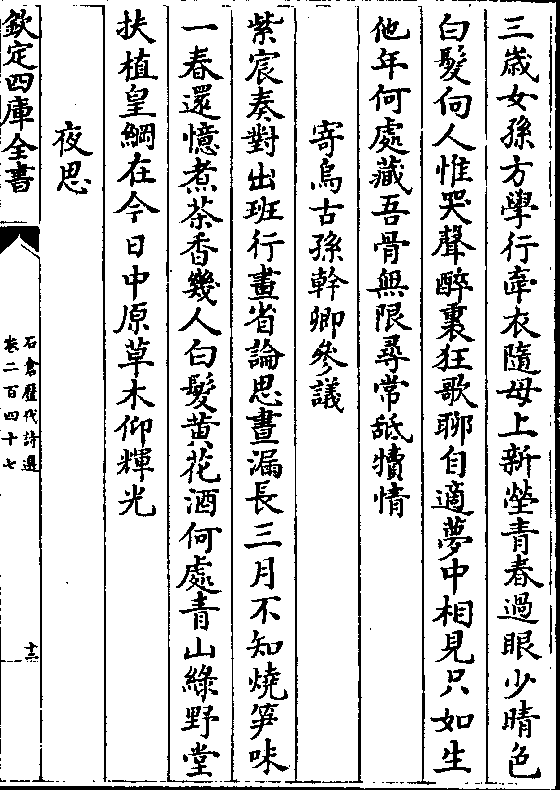 三歲女孫方學行牽衣隨母上新塋青春過眼少晴色
白髮向人惟哭聲醉裏狂歌聊自適夢中相見只如生
他年何處藏吾骨無限尋常舐犢情
寄烏古孫幹卿參議
紫宸奏對出班行畫省論思晝漏長三月不知燒笋味
一春還憶煮茶香幾人白髮黄花酒何處青山綠野堂
扶植皇綱在今日中原草木仰輝光
夜思
欽定四庫全書
石倉歷代詩選
卷二百四十七
十三